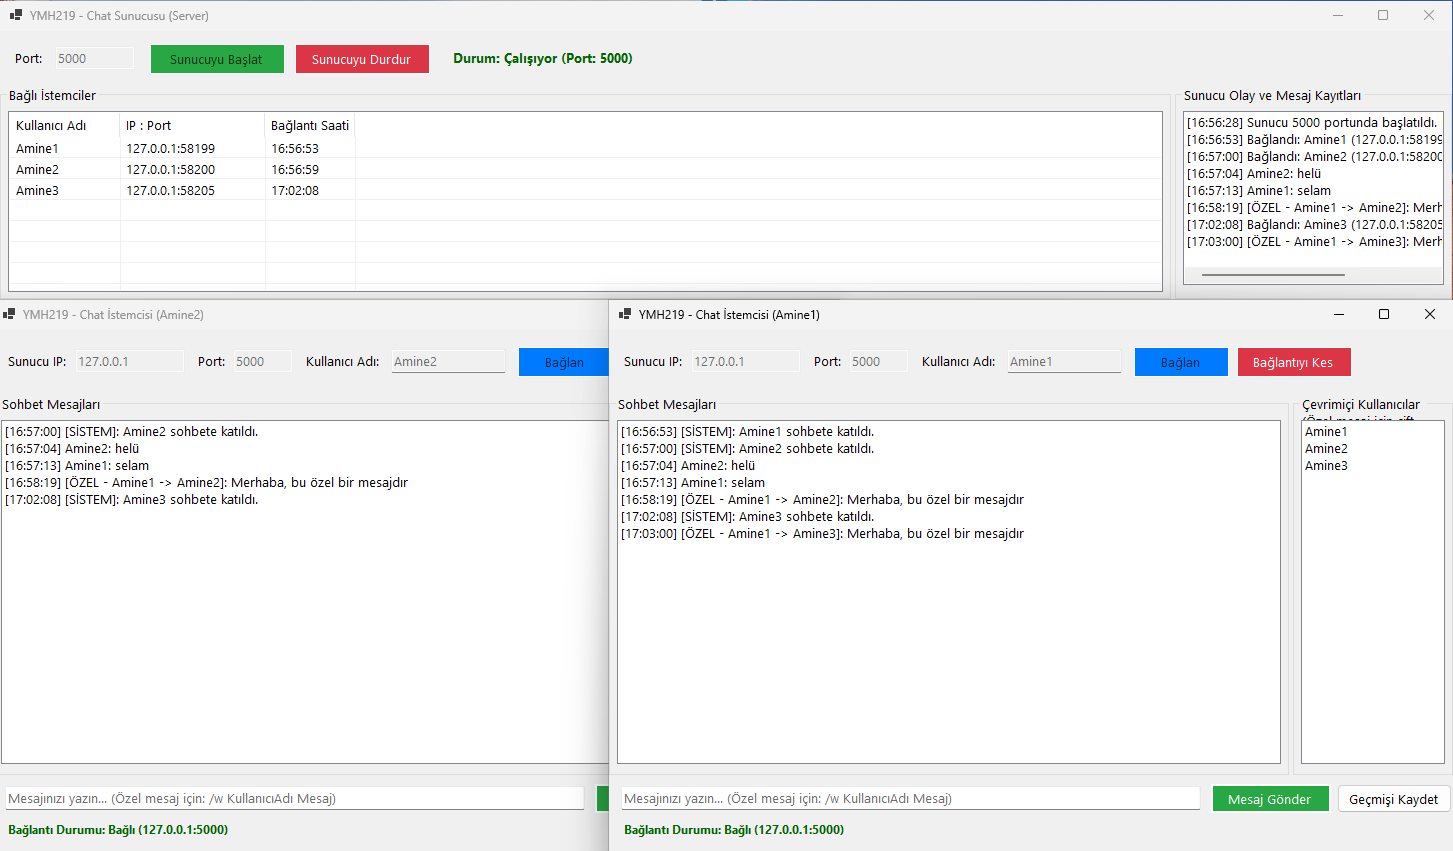 YMH219 - Chat Sunucusu (Server)
Port: 5000 Sunucuyu Başlat Sunucuyu Durdur Durum: Çalışıyor (Port: 5000)
Bağlı İstemciler
Kullanıcı Adı IP : Port Bağlantı Saati
Amine1 127.0.0.1:58199 16:56:53
Amine2 127.0.0.1:58200 16:56:59
Amine3 127.0.0.1:58205 17:02:08
Sunucu Olay ve Mesaj Kayıtları
[16:56:28] Sunucu 5000 portunda başlatıldı.
[16:56:53] Bağlandı: Amine1 (127.0.0.1:58199
[16:57:00] Bağlandı: Amine2 (127.0.0.1:5820
[16:57:04] Amine2: helü
[16:57:13] Amine1: selam
[16:58:19] [ÖZEL - Amine1 -> Amine2]: Merh
[17:02:08] Bağlandı: Amine3 (127.0.0.1:58205
[17:03:00] [ÖZEL - Amine1 -> Amine3]: Merh
YMH219 - Chat İstemcisi (Amine2)
Sunucu IP: 127.0.0.1 Port: 5000 Kullanıcı Adı: Amine2 Bağlan
Sohbet Mesajları
[16:57:00] [SİSTEM]: Amine2 sohbete katıldı.
[16:57:04] Amine2: helü
[16:57:13] Amine1: selam
[16:58:19] [ÖZEL - Amine1 -> Amine2]: Merhaba, bu özel bir mesajdır
[17:02:08] [SİSTEM]: Amine3 sohbete katıldı.
Mesajınızı yazın... (Özel mesaj için: /w KullanıcıAdı Mesaj)
Bağlantı Durumu: Bağlı (127.0.0.1:5000)
YMH219 - Chat İstemcisi (Amine1)
Sunucu IP: 127.0.0.1 Port: 5000 Kullanıcı Adı: Amine1 Bağlan Bağlantıyı Kes
Sohbet Mesajları
[16:56:53] [SİSTEM]: Amine1 sohbete katıldı.
[16:57:00] [SİSTEM]: Amine2 sohbete katıldı.
[16:57:04] Amine2: helü
[16:57:13] Amine1: selam
[16:58:19] [ÖZEL - Amine1 -> Amine2]: Merhaba, bu özel bir mesajdır
[17:02:08] [SİSTEM]: Amine3 sohbete katıldı.
[17:03:00] [ÖZEL - Amine1 -> Amine3]: Merhaba, bu özel bir mesajdır
Çevrimiçi Kullanıcılar
(Özel mesaj için çift
Amine1
Amine2
Amine3
Mesajınızı yazın... (Özel mesaj için: /w KullanıcıAdı Mesaj) Mesaj Gönder Geçmişi Kaydet
Bağlantı Durumu: Bağlı (127.0.0.1:5000)